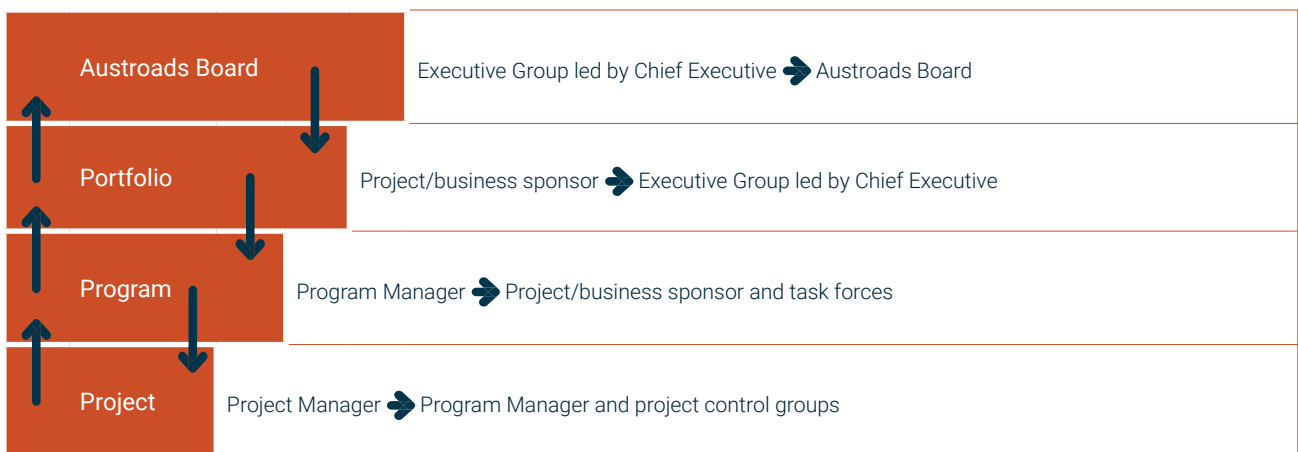 Austroads Board
Executive Group led by Chief Executive Austroads Board
Portfolio
Project/business sponsor Executive Group led by Chief Executive
Program
Program Manager Project/business sponsor and task forces
Project
Project Manager Program Manager and project control groups